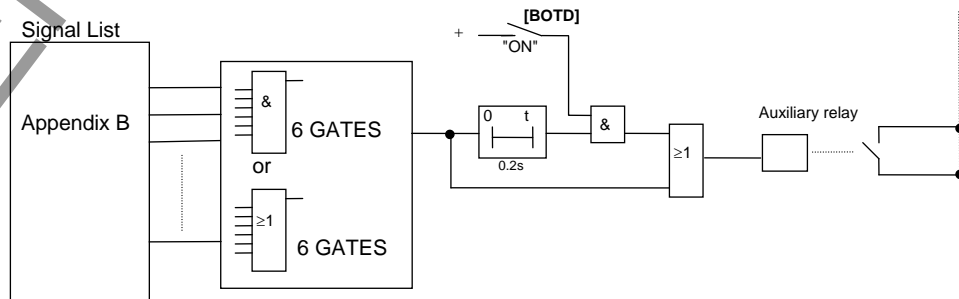 Signal List
Appendix B
&
6 GATES
or
≥1
6 GATES
[BOTD]
+
"ON"
0 t
0.2s
&
≥1
Auxiliary relay